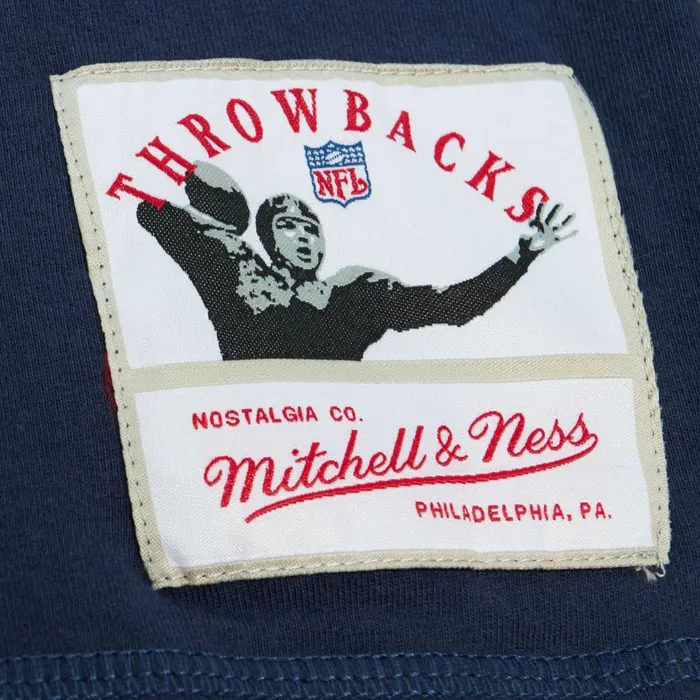 THROWBACKS
NFL
NOSTALGIA CO.
Mitchell & Ness
PHILADELPHIA, PA.